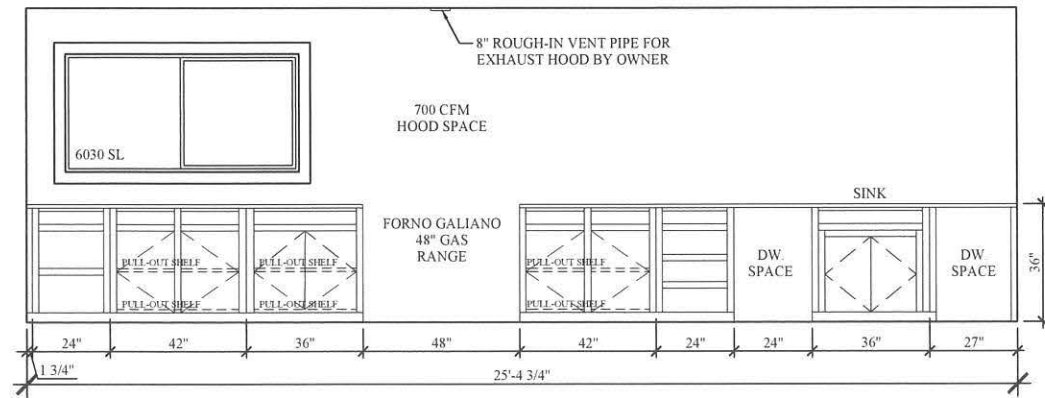 8" ROUGH-IN VENT PIPE FOR
EXHAUST HOOD BY OWNER
700 CFM
HOOD SPACE
6030 SL
SINK
FORNO GALIANO
48" GAS
RANGE
PULL-OUT SHELF
PULL-OUT SHELF
PULL-OUT SHELF
PULL-OUT SHELF
PULL-OUT SHELF
PULL-OUT SHELF
DW.
SPACE
DW
SPACE
36"
24"
42"
36"
48"
42"
24"
24"
36"
27"
1 3/4"
25'-4 3/4"